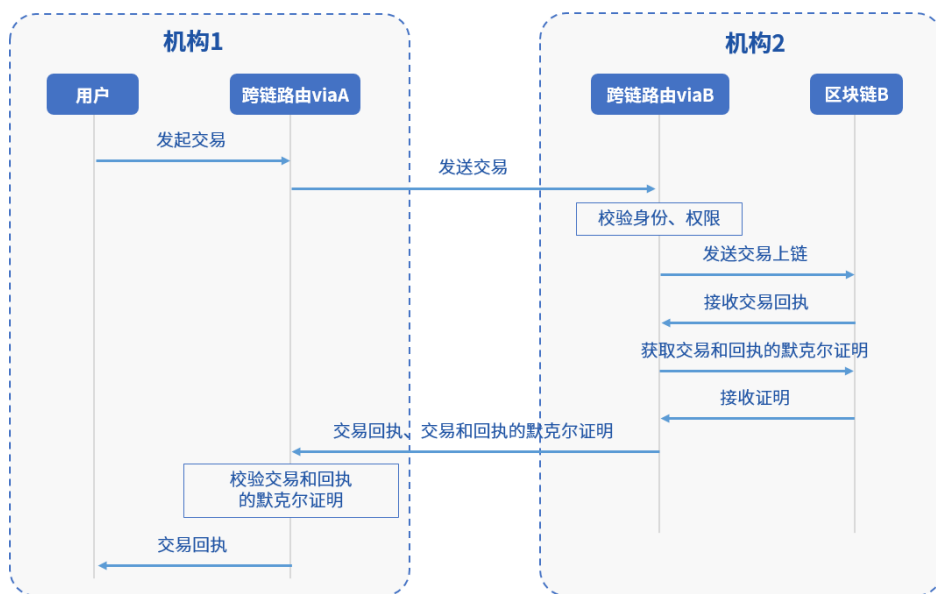 机构1
机构2
用户
跨链路由viaA
跨链路由viaB
区块链B
发起交易
发送交易
校验身份、权限
发送交易上链
接收交易回执
获取交易和回执的默克尔证明
接收证明
交易回执、交易和回执的默克尔证明
校验交易和回执
的默克尔证明
交易回执